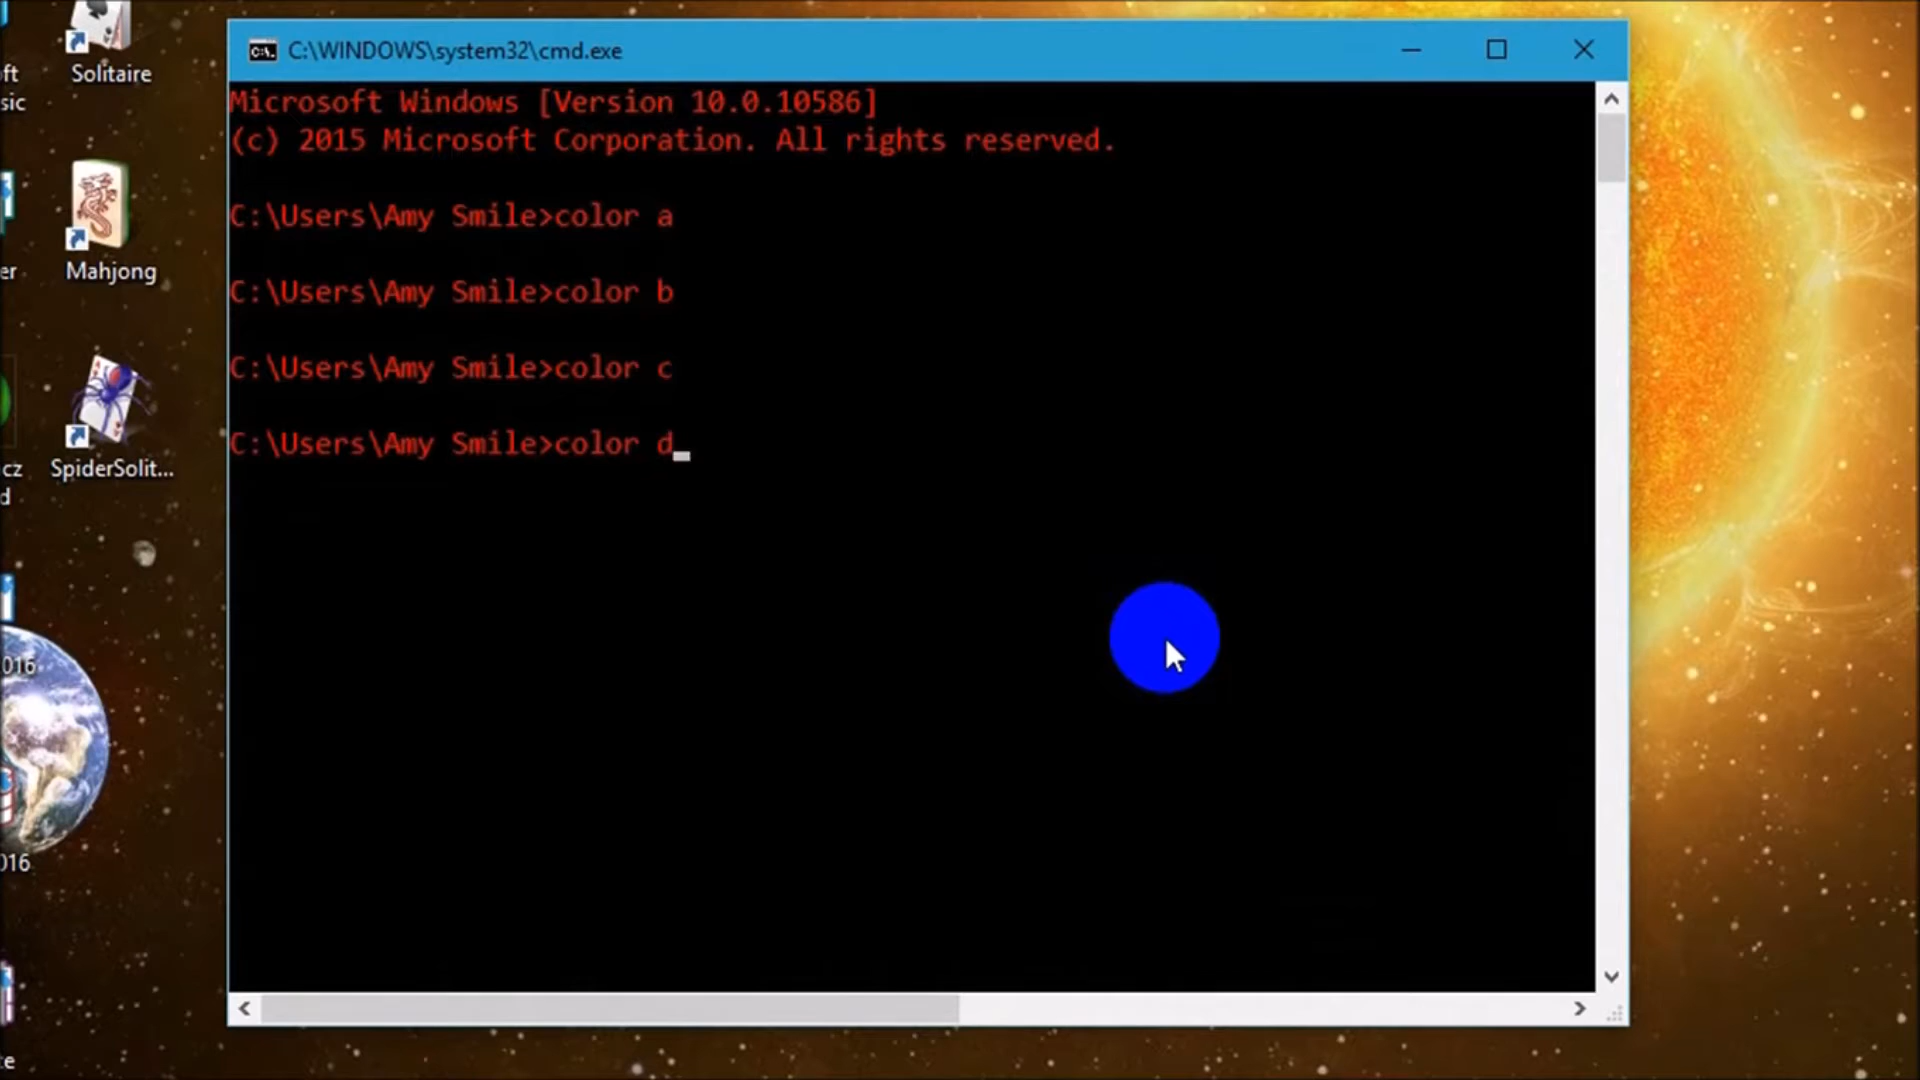 C:\WINDOWS\system32\cmd.exe
Microsoft Windows [Version 10.0.10586]
(c) 2015 Microsoft Corporation. All rights reserved.
C:\Users\Amy Smile>color a
C:\Users\Amy Smile>color b
C:\Users\Amy Smile>color c
C:\Users\Amy Smile>color d
Solitaire
Mahjong
SpiderSolit...